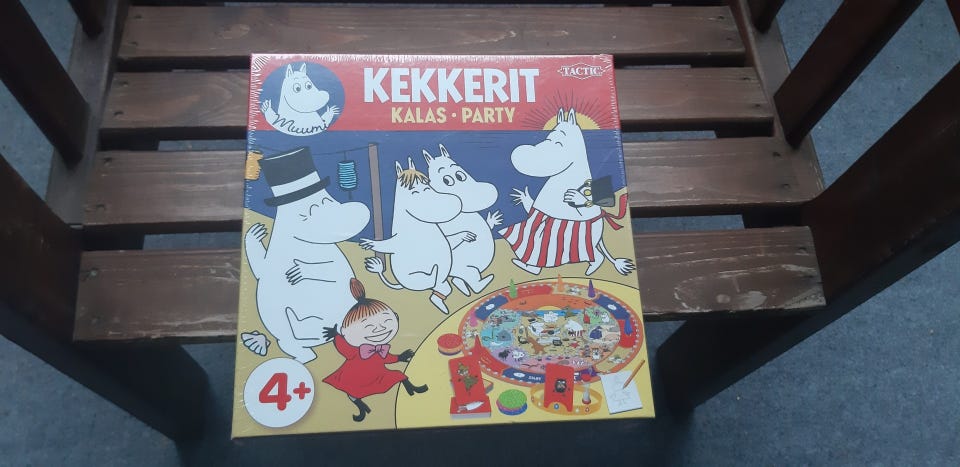 KEKKERIT
TACTIC
KALAS · PARTY
Muumi
4+